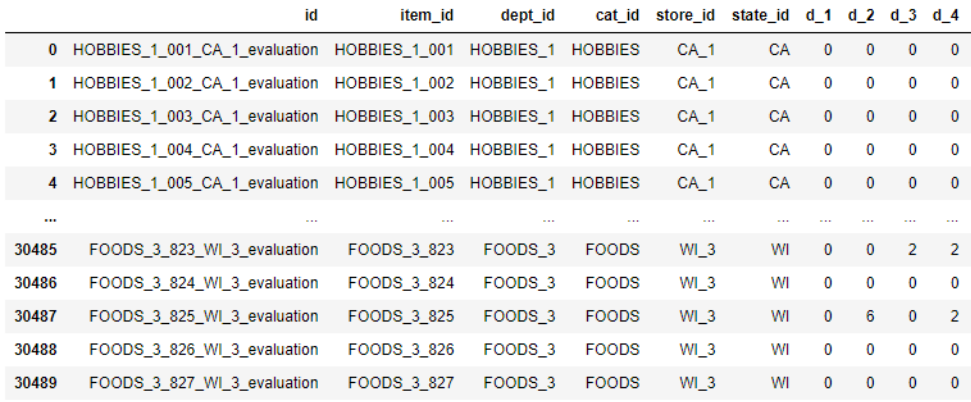 id item_id dept_id cat_id store_id state_id d_1 d_2 d_3 d_4
0 HOBBIES_1_001_CA_1_evaluation HOBBIES_1_001 HOBBIES_1 HOBBIES CA_1 CA 0 0 0 0
1 HOBBIES_1_002_CA_1_evaluation HOBBIES_1_002 HOBBIES_1 HOBBIES CA_1 CA 0 0 0 0
2 HOBBIES_1_003_CA_1_evaluation HOBBIES_1_003 HOBBIES_1 HOBBIES CA_1 CA 0 0 0 0
3 HOBBIES_1_004_CA_1_evaluation HOBBIES_1_004 HOBBIES_1 HOBBIES CA_1 CA 0 0 0 0
4 HOBBIES_1_005_CA_1_evaluation HOBBIES_1_005 HOBBIES_1 HOBBIES CA_1 CA 0 0 0 0
... ... ... ... ... ... ... ... ... ... ...
30485 FOODS_3_823_WI_3_evaluation FOODS_3_823 FOODS_3 FOODS WI_3 WI 0 0 2 2
30486 FOODS_3_824_WI_3_evaluation FOODS_3_824 FOODS_3 FOODS WI_3 WI 0 0 0 0
30487 FOODS_3_825_WI_3_evaluation FOODS_3_825 FOODS_3 FOODS WI_3 WI 0 6 0 2
30488 FOODS_3_826_WI_3_evaluation FOODS_3_826 FOODS_3 FOODS WI_3 WI 0 0 0 0
30489 FOODS_3_827_WI_3_evaluation FOODS_3_827 FOODS_3 FOODS WI_3 WI 0 0 0 0